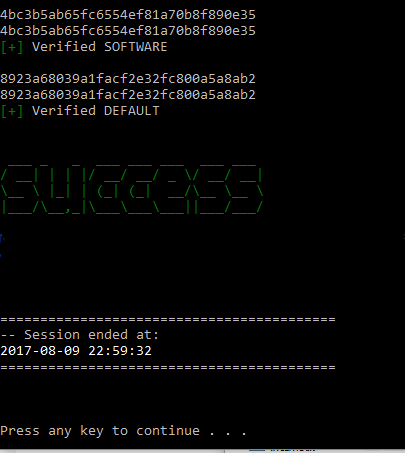 4bc3b5ab65fc6554ef81a70b8f890e35
4bc3b5ab65fc6554ef81a70b8f890e35
[+] Verified SOFTWARE
8923a68039a1facf2e32fc800a5a8ab2
8923a68039a1facf2e32fc800a5a8ab2
[+] Verified DEFAULT
SUCCESS
==========================================
-- Session ended at:
2017-08-09 22:59:32
==========================================
Press any key to continue . . .